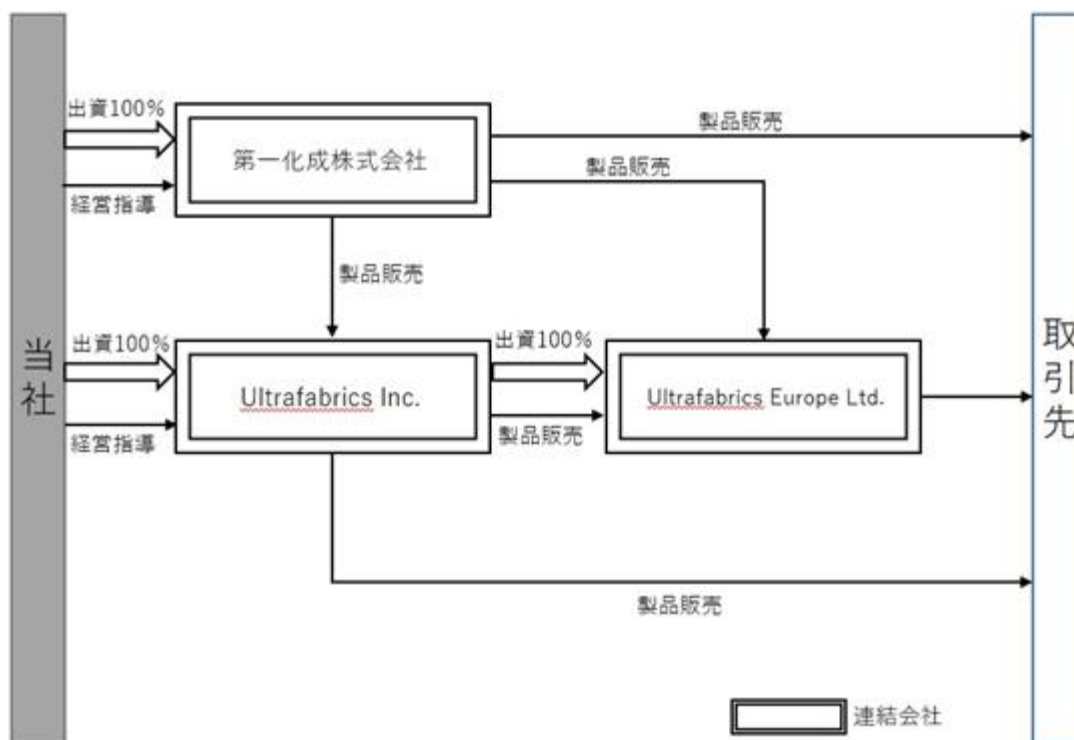 出資100%
製品販売
第一化成株式会社
製品販売
経営指導
製品販売
当社
出資100%
出資100%
取引先
Ultrafabrics Inc.
Ultrafabrics Europe Ltd.
経営指導
製品販売
製品販売
連結会社